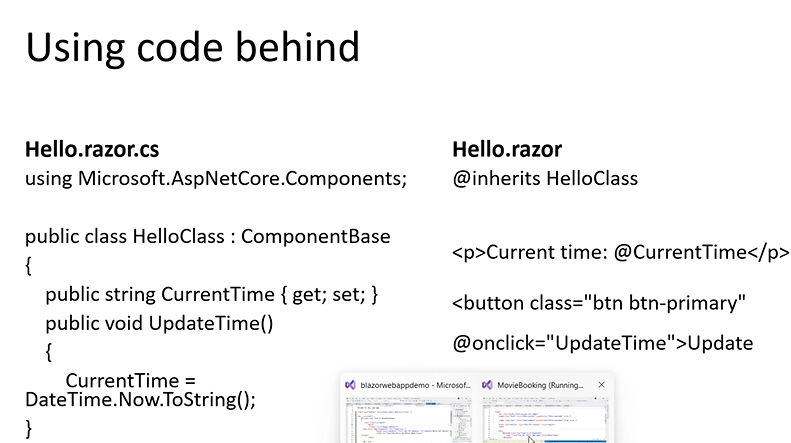 Using code behind
Hello.razor.cs
using Microsoft.AspNetCore.Components;
public class HelloClass : ComponentBase
{
public string CurrentTime { get; set; }
public void UpdateTime()
{
CurrentTime =
DateTime.Now.ToString();
}
Hello.razor
@inherits HelloClass
<p>Current time: @CurrentTime</p>
<button class="btn btn-primary"
@onclick="UpdateTime">Update
blazorwebappdemo - Microsof...
MovieBooking (Running...